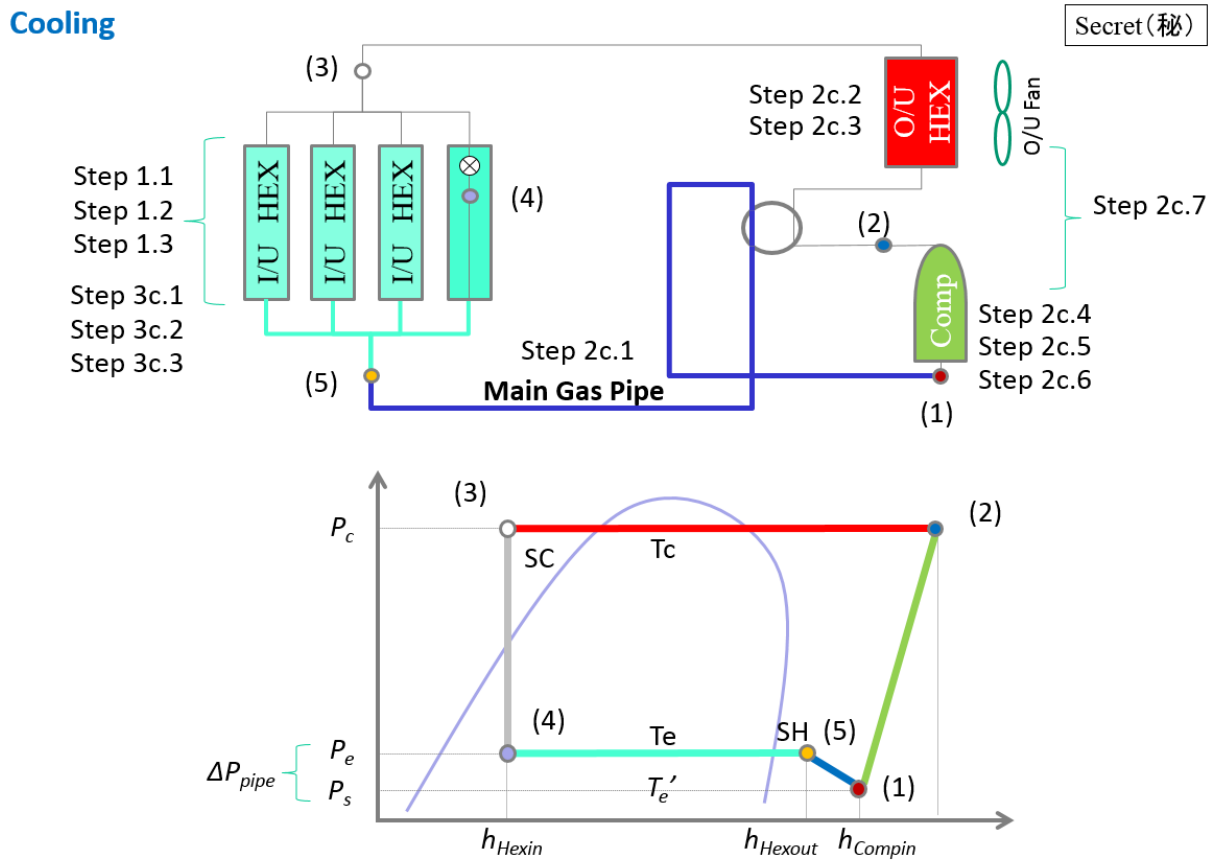 Cooling
Secret(秘)
(3)
Step 2c.2
Step 2c.3
O/U HEX
O/U Fan
Step 1.1
Step 1.2
Step 1.3
I/U HEX
I/U HEX
I/U HEX
(4)
(2)
Step 2c.7
Step 3c.1
Step 3c.2
Step 3c.3
Comp
Step 2c.4
Step 2c.5
Step 2c.6
Step 2c.1
(5)
Main Gas Pipe
(1)
(3)
(2)
Pc
SC
Tc
(4)
Te
SH
(5)
Pe
ΔPpipe
Ps
Te′
(1)
hHexin
hHexout
hCompin